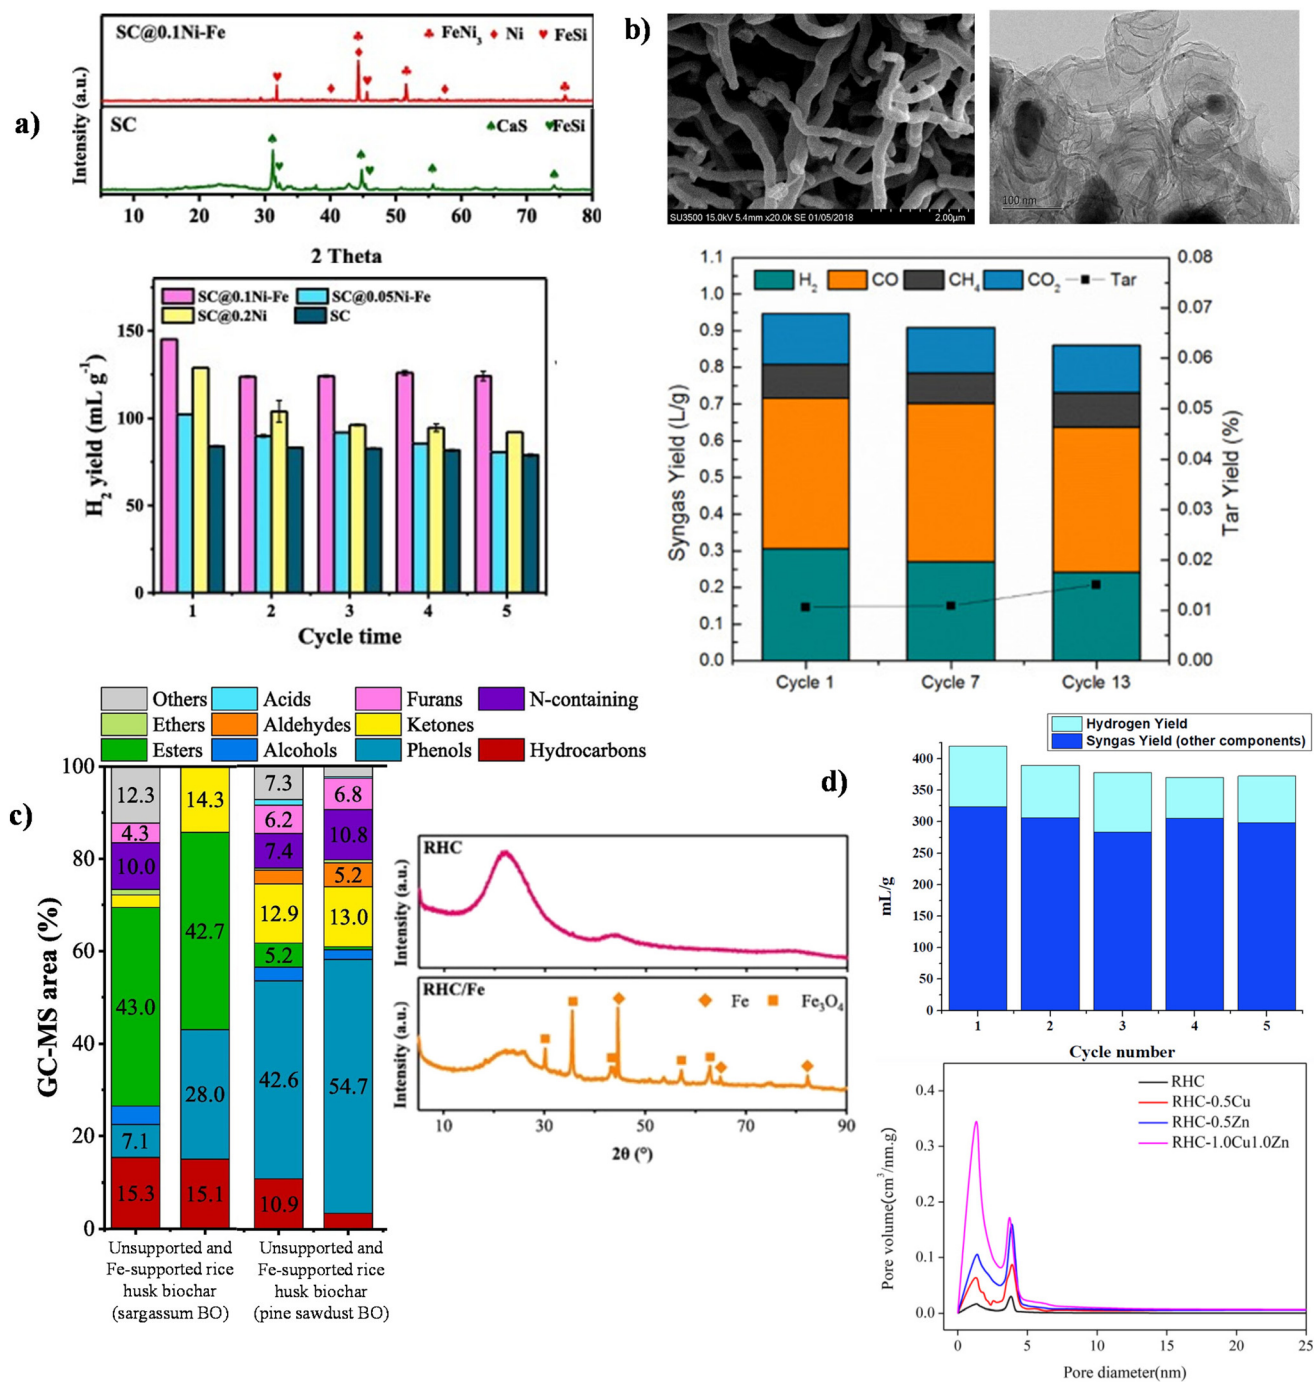 a)
SC@0.1Ni-Fe
♣ FeNi3 ♦ Ni ♥ FeSi
SC
♠CaS ♥FeSi
Intensity (a.u.)
10 20 30 40 50 60 70 80
2 Theta
SC@0.1Ni-Fe SC@0.05Ni-Fe
SC@0.2Ni SC
150
100
50
0
H2 yield (mL g-1)
1 2 3 4 5
Cycle time
b)
SU3500 15.0kV 5.4mm x20.0k SE 01/05/2018 2.00µm
100 nm
H2 CO CH4 CO2 Tar
1.1
1.0
0.9
0.8
0.7
0.6
0.5
0.4
0.3
0.2
0.1
0.0
Syngas Yield (L/g)
0.08
0.07
0.06
0.05
0.04
0.03
0.02
0.01
0.00
Tar Yield (%)
Cycle 1 Cycle 7 Cycle 13
c)
Others Acids Furans N-containing
Ethers Aldehydes Ketones
Esters Alcohols Phenols Hydrocarbons
100
80
60
40
20
0
GC-MS area (%)
12.3
4.3
10.0
43.0
7.1
15.3
14.3
42.7
28.0
15.1
7.3
6.2
7.4
12.9
5.2
42.6
10.9
6.8
10.8
5.2
13.0
54.7
Unsupported and
Fe-supported rice
husk biochar
(sargassum BO)
Unsupported and
Fe-supported rice
husk biochar
(pine sawdust BO)
RHC
Intensity (a.u.)
10 30 50 70 90
RHC/Fe
Fe Fe3O4
Intensity (a.u.)
10 30 50 70 90
2θ (°)
d)
Hydrogen Yield
Syngas Yield (other components)
400
350
300
250
200
150
100
50
0
mL/g
1 2 3 4 5
Cycle number
RHC
RHC-0.5Cu
RHC-0.5Zn
RHC-1.0Cu1.0Zn
0.4
0.3
0.2
0.1
0.0
Pore volume(cm3/nm.g)
0 5 10 15 20 25
Pore diameter(nm)